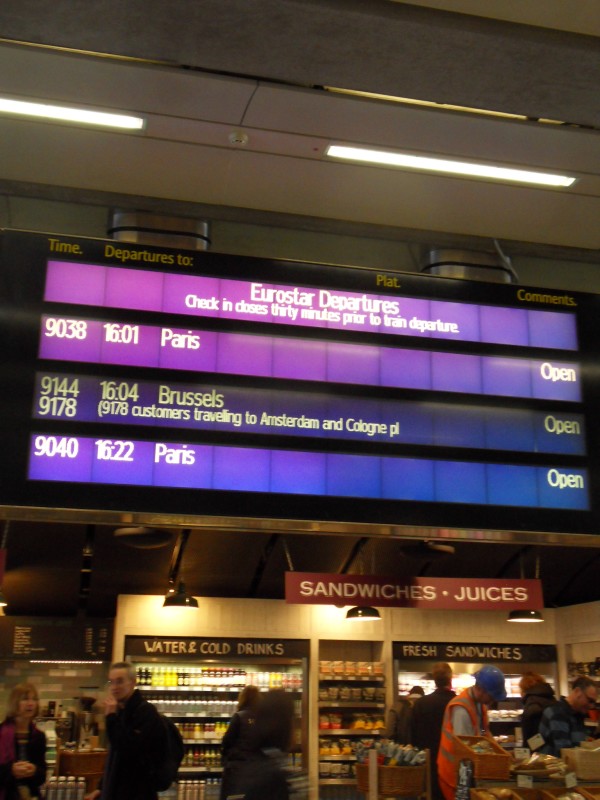 Time. Departures to: Plat. Comments.
Eurostar Departures
Check in closes thirty minutes prior to train departure.
9038 16:01 Paris Open
9144 16:04 Brussels Open
9178 (9178 customers travelling to Amsterdam and Cologne pl
9040 16:22 Paris Open
SANDWICHES • JUICES
WATER & COLD DRINKS
FRESH SANDWICHES